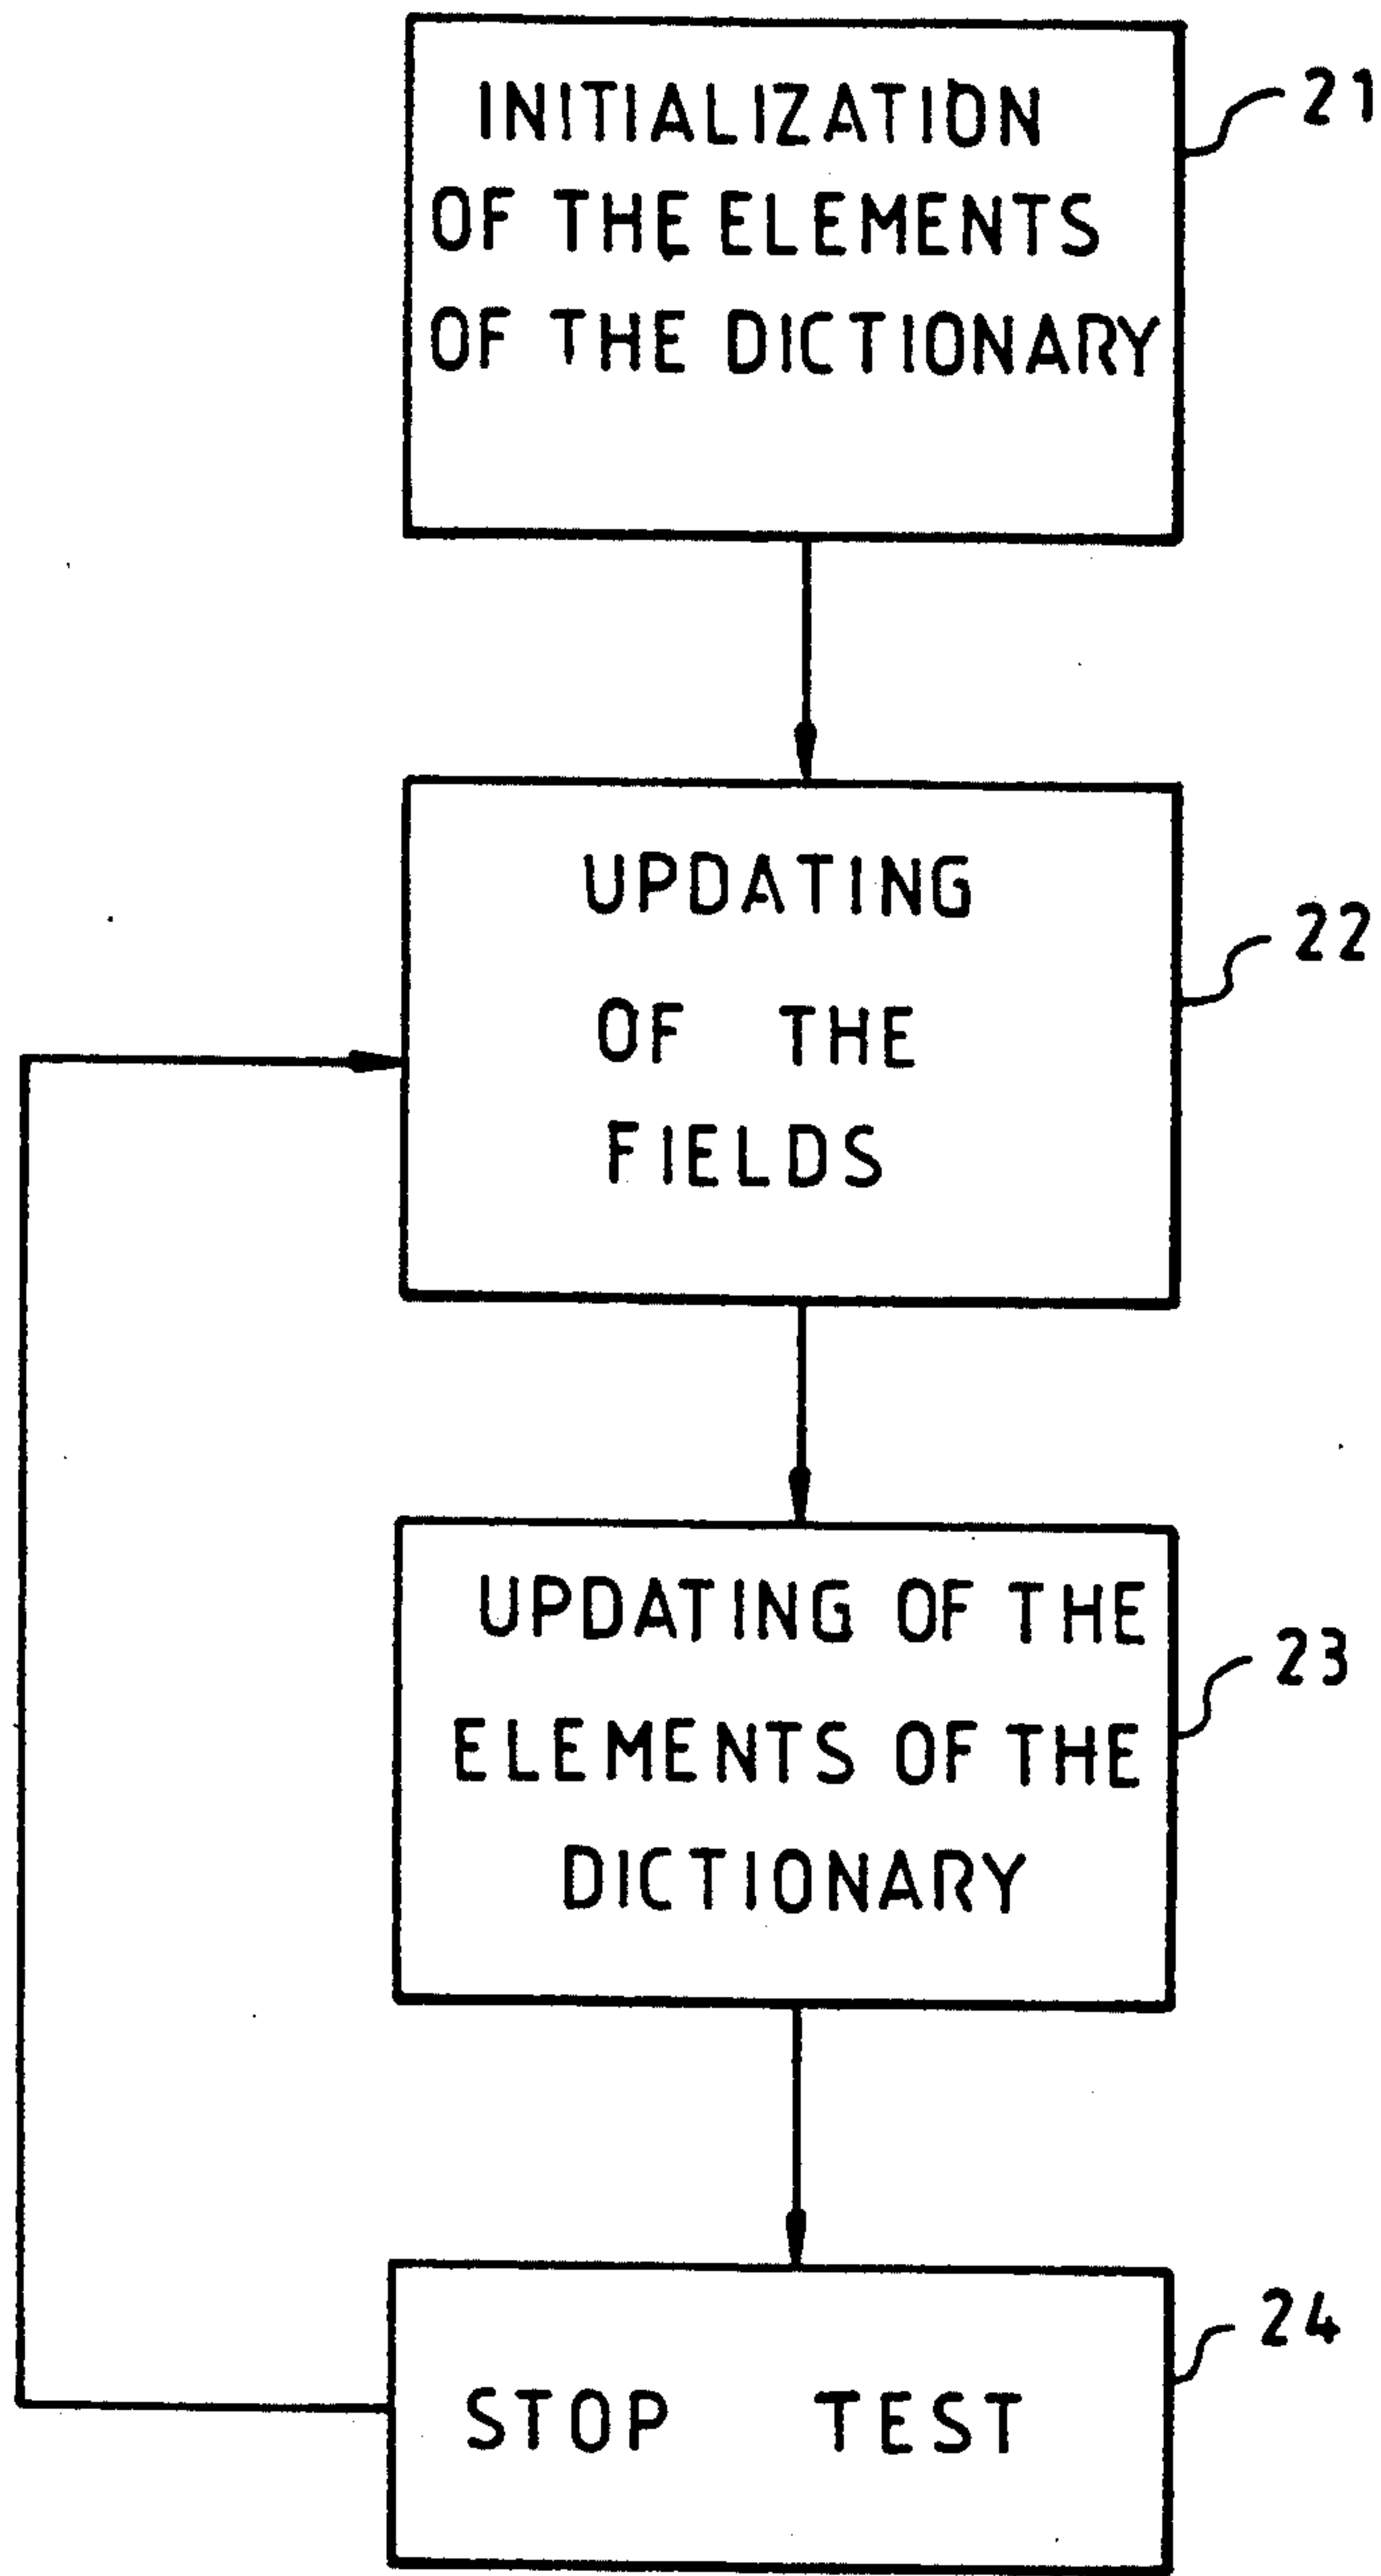 INITIALIZATION
OF THE ELEMENTS
OF THE DICTIONARY
21
UPDATING
OF THE
FIELDS
22
UPDATING OF THE
ELEMENTS OF THE
DICTIONARY
23
STOP TEST
24